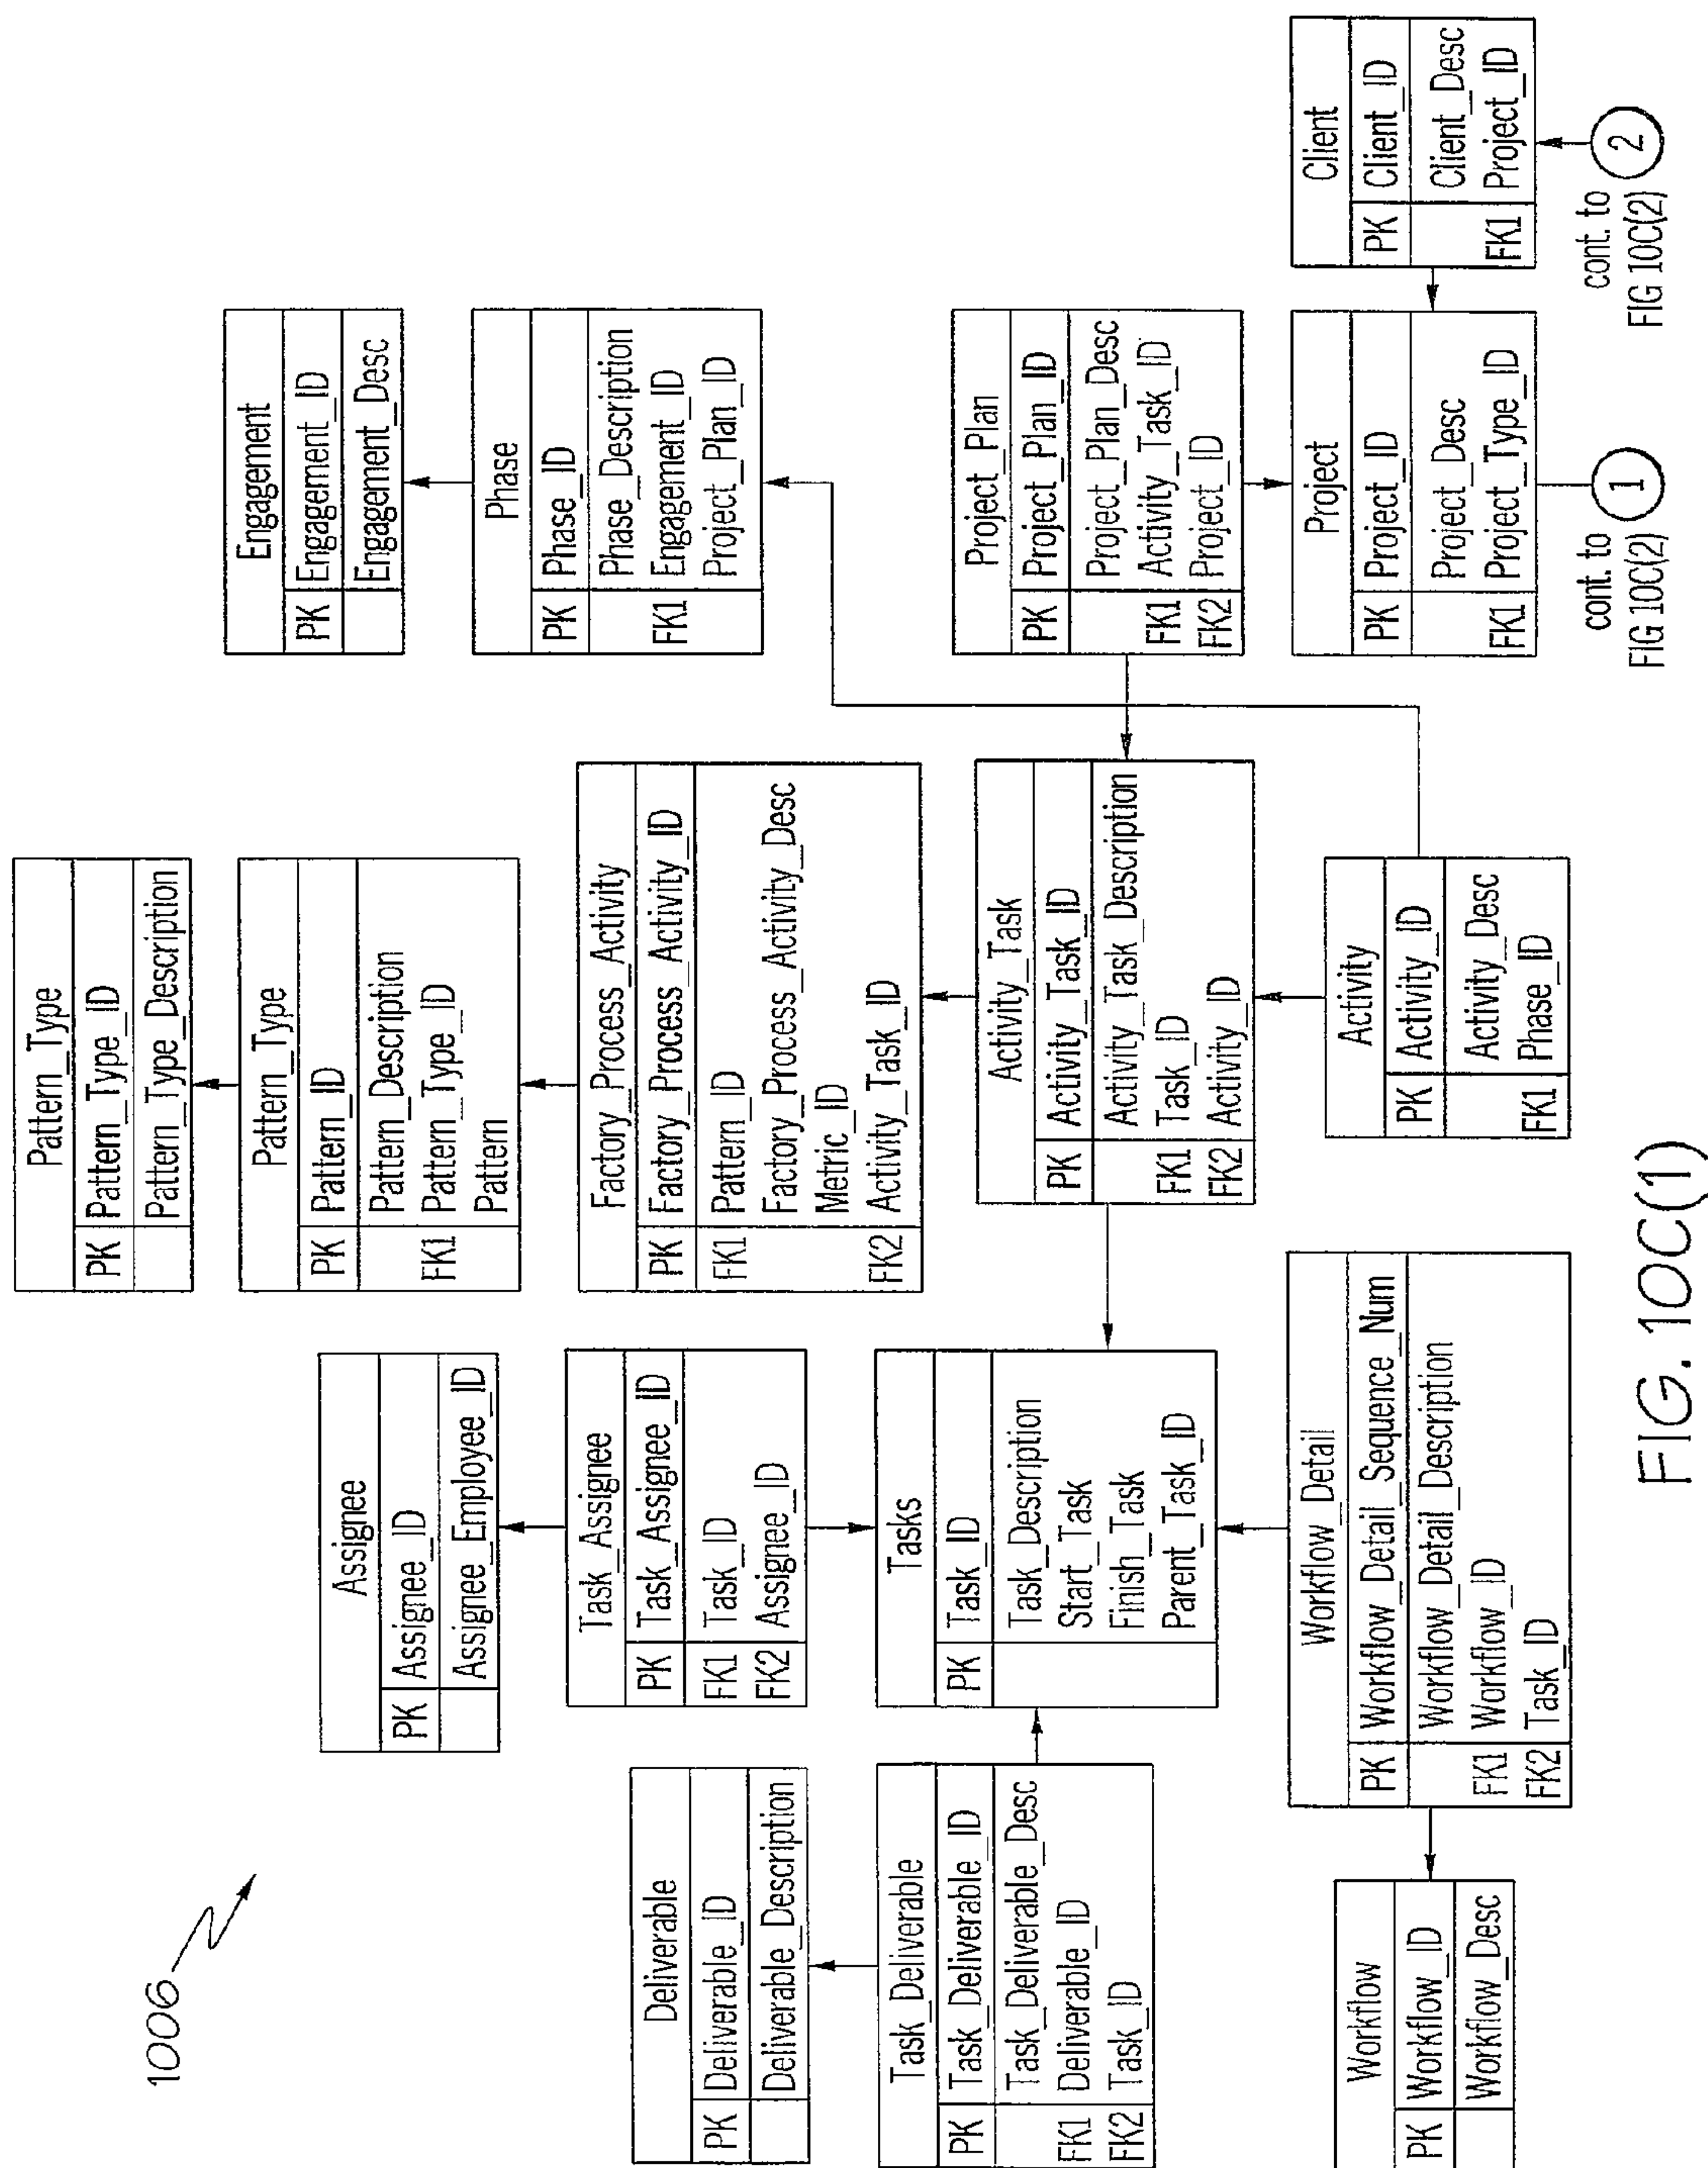 1006
Pattern_Type
PK Pattern_Type_ID
Pattern_Type_Description
Pattern_Type
PK Pattern_ID
Pattern_Description
FK1 Pattern_Type_ID
Pattern
Engagement
PK Engagement_ID
Engagement_Desc
Assignee
PK Assignee_ID
Assignee_Employee_ID
Phase
PK Phase_ID
Phase_Description
FK1 Engagement_ID
Project_Plan_ID
Task_Assignee
PK Task_Assignee_ID
FK1 Task_ID
FK2 Assignee_ID
Factory_Process_Activity
PK Factory_Process_Activity_ID
FK1 Pattern_ID
Factory_Process_Activity_Desc
Metric_ID
FK2 Activity_Task_ID
Deliverable
PK Deliverable_ID
Deliverable_Description
Task_Deliverable
PK Task_Deliverable_ID
Task_Deliverable_Desc
FK1 Deliverable_ID
FK2 Task_ID
Tasks
PK Task_ID
Task_Description
Start_Task
Finish_Task
Parent_Task_ID
Activity_Task
PK Activity_Task_ID
Activity_Task_Description
FK1 Task_ID
FK2 Activity_ID
Project_Plan
PK Project_Plan_ID
Project_Plan_Desc
FK1 Activity_Task_ID
FK2 Project_ID
Workflow
PK Workflow_ID
Workflow_Desc
Workflow_Detail
PK Workflow_Detail_Sequence_Num
Workflow_Detail_Description
FK1 Workflow_ID
FK2 Task_ID
Activity
PK Activity_ID
Activity_Desc
FK1 Phase_ID
Project
PK Project_ID
Project_Desc
FK1 Project_Type_ID
Client
PK Client_ID
Client_Desc
FK1 Project_ID
cont. to
FIG 10C(2)
1
cont. to
FIG 10C(2)
2
FIG. 10C(1)